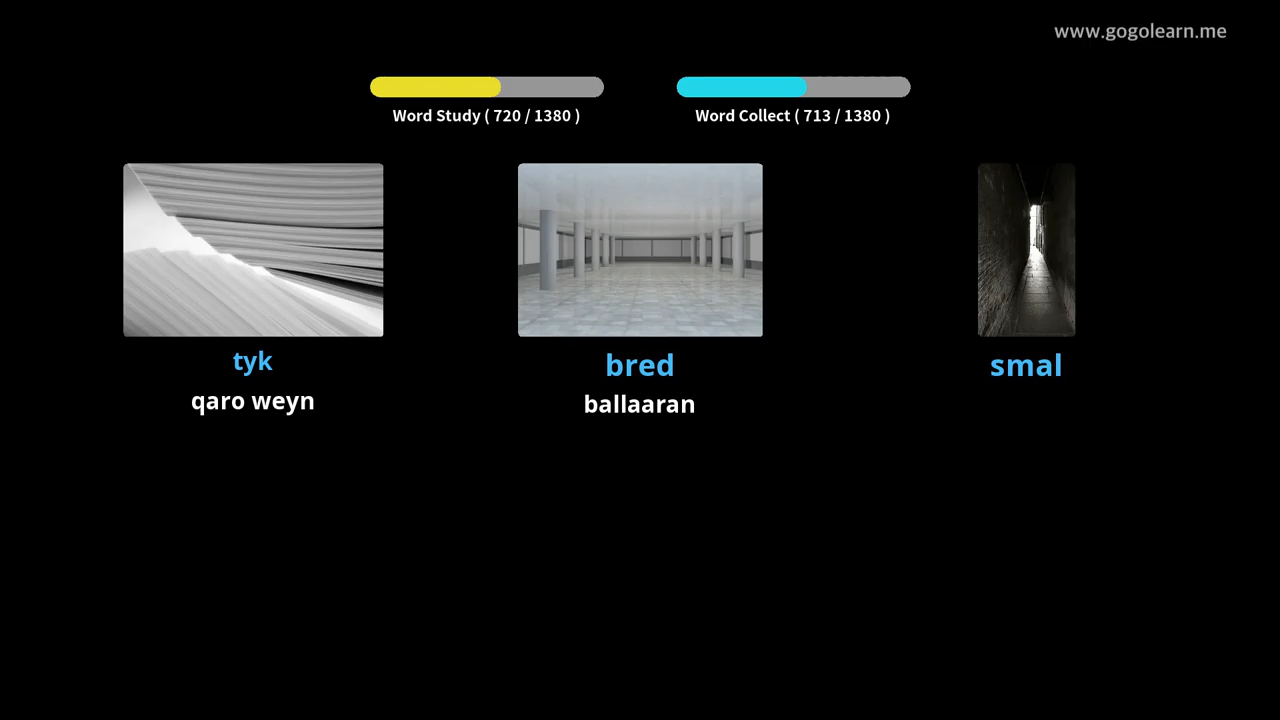 www.gogolearn.me
Word Study ( 720 / 1380 )
Word Collect ( 713 / 1380 )
tyk
qaro weyn
bred
ballaaran
smal